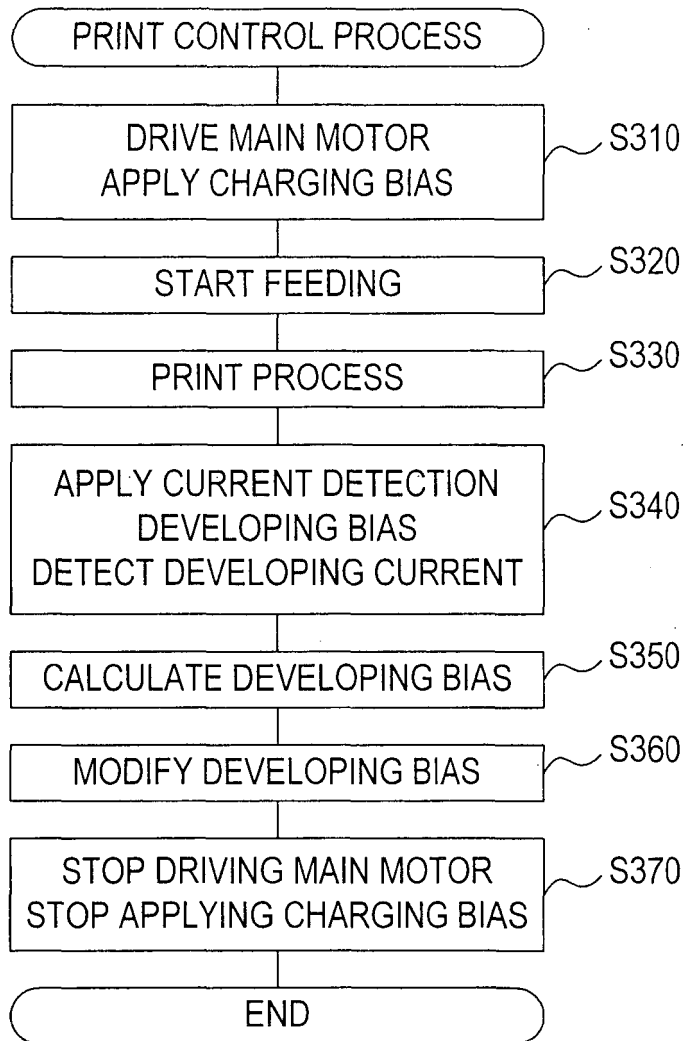 PRINT CONTROL PROCESS
DRIVE MAIN MOTOR
APPLY CHARGING BIAS
S310
START FEEDING
S320
PRINT PROCESS
S330
APPLY CURRENT DETECTION
DEVELOPING BIAS
DETECT DEVELOPING CURRENT
S340
CALCULATE DEVELOPING BIAS
S350
MODIFY DEVELOPING BIAS
S360
STOP DRIVING MAIN MOTOR
STOP APPLYING CHARGING BIAS
S370
END